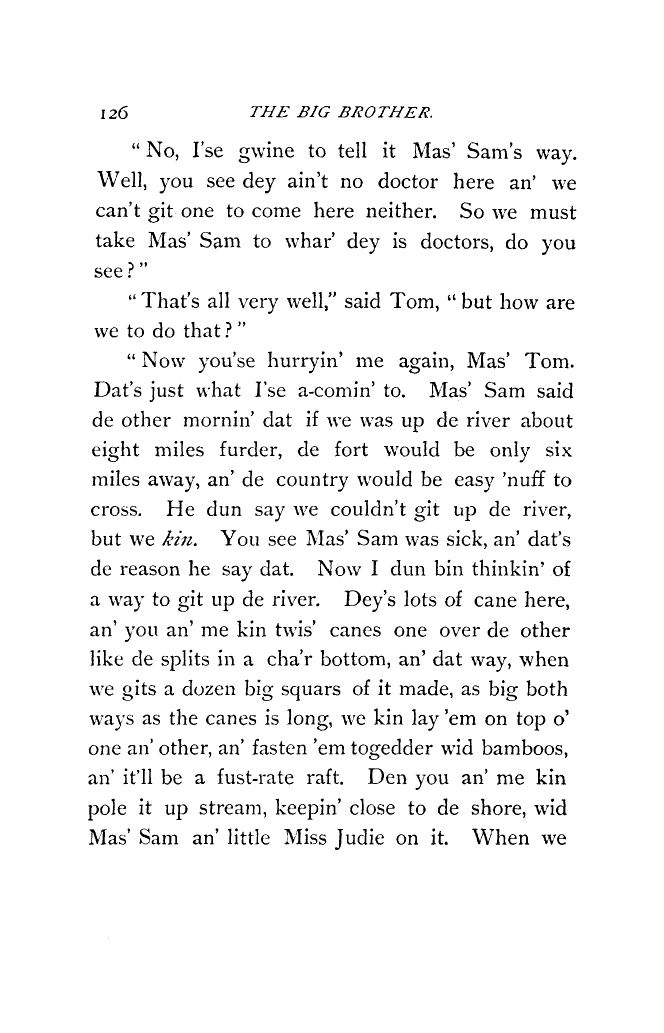 126 THE BIG BROTHER.
“ No, I'se gwine to tell it Mas' Sam's way.
Well, you see dey ain't no doctor here an' we
can't git one to come here neither. So we must
take Mas' Sam to whar' dey is doctors, do you
see ? ”
“ That's all very well,” said Tom, “ but how are
we to do that ? ”
“ Now you'se hurryin' me again, Mas' Tom.
Dat's just what I'se a-comin' to. Mas' Sam said
de other mornin' dat if we was up de river about
eight miles furder, de fort would be only six
miles away, an' de country would be easy 'nuff to
cross. He dun say we couldn't git up de river,
but we kin. You see Mas' Sam was sick, an' dat's
de reason he say dat. Now I dun bin thinkin' of
a way to git up de river. Dey's lots of cane here,
an' you an' me kin twis' canes one over de other
like de splits in a cha'r bottom, an' dat way, when
we gits a dozen big squars of it made, as big both
ways as the canes is long, we kin lay 'em on top o'
one an' other, an' fasten 'em togedder wid bamboos,
an' it'll be a fust-rate raft. Den you an' me kin
pole it up stream, keepin' close to de shore, wid
Mas' Sam an' little Miss Judie on it. When we